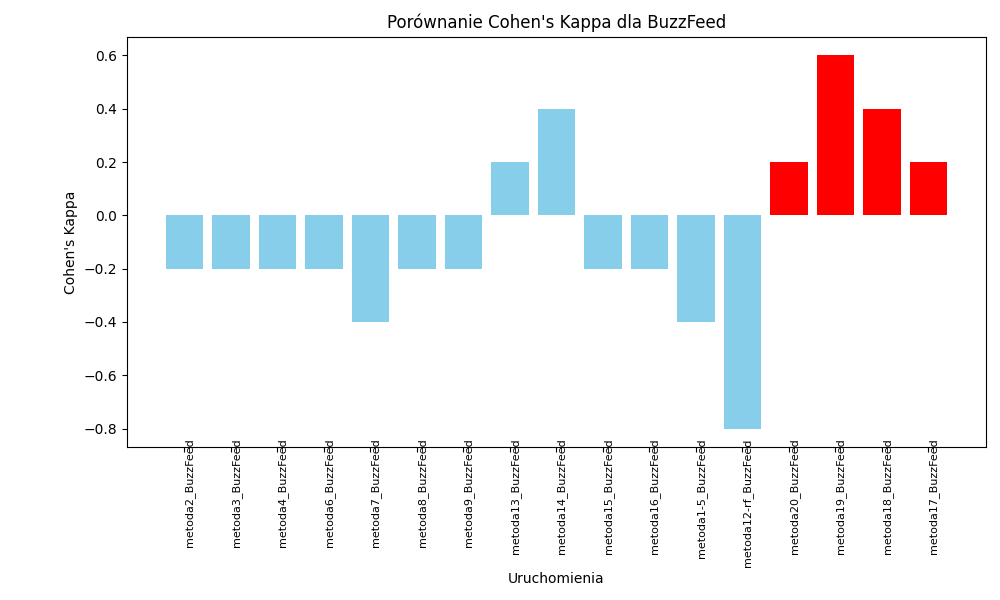 Porównanie Cohen's Kappa dla BuzzFeed
Cohen's Kappa
0.6
0.4
0.2
0.0
−0.2
−0.4
−0.6
−0.8
metoda2_BuzzFeed
metoda3_BuzzFeed
metoda4_BuzzFeed
metoda6_BuzzFeed
metoda7_BuzzFeed
metoda8_BuzzFeed
metoda9_BuzzFeed
metoda13_BuzzFeed
metoda14_BuzzFeed
metoda15_BuzzFeed
metoda16_BuzzFeed
metoda1-5_BuzzFeed
metoda12-rf_BuzzFeed
metoda20_BuzzFeed
metoda19_BuzzFeed
metoda18_BuzzFeed
metoda17_BuzzFeed
Uruchomienia